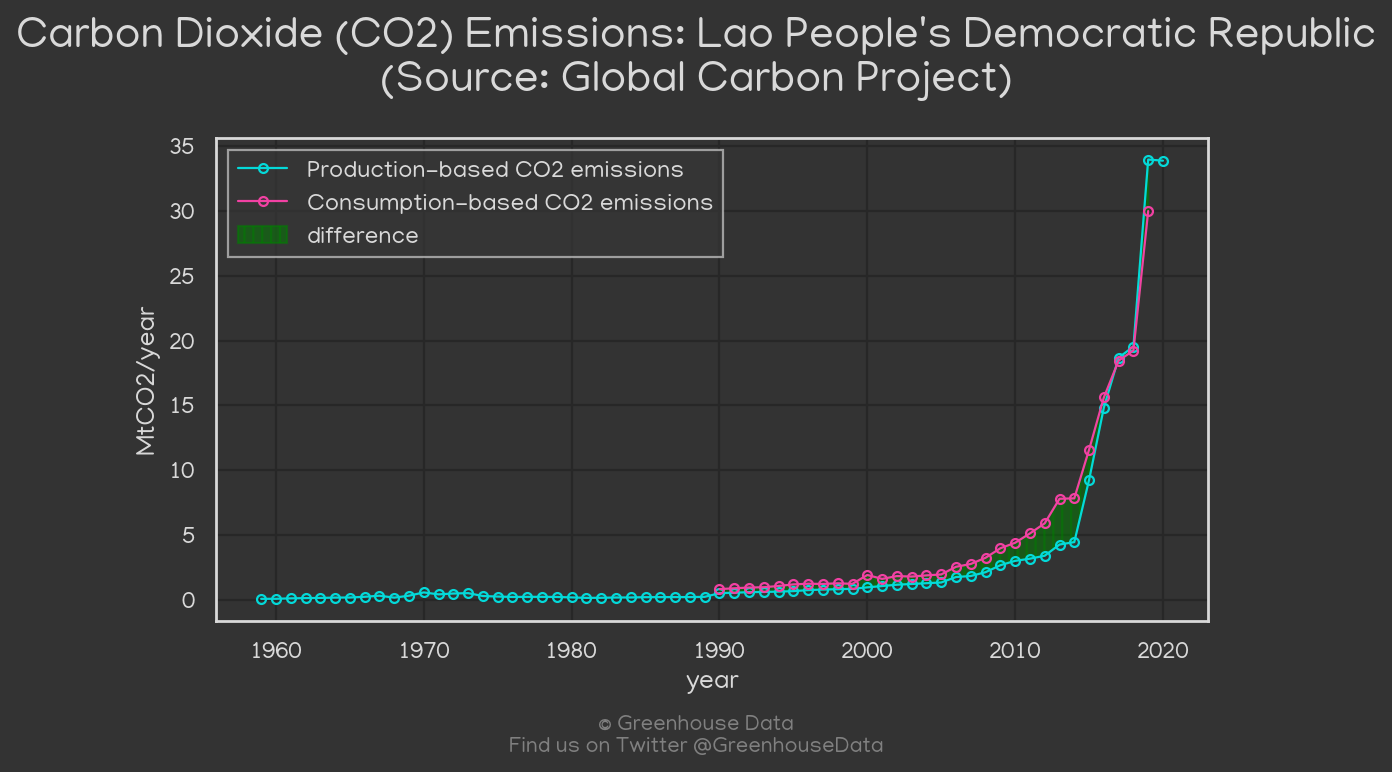 Carbon Dioxide (CO2) Emissions: Lao People's Democratic Republic
(Source: Global Carbon Project)
Production-based CO2 emissions
Consumption-based CO2 emissions
difference
MtCO2/year
35
30
25
20
15
10
5
0
1960 1970 1980 1990 2000 2010 2020
year
© Greenhouse Data
Find us on Twitter @GreenhouseData